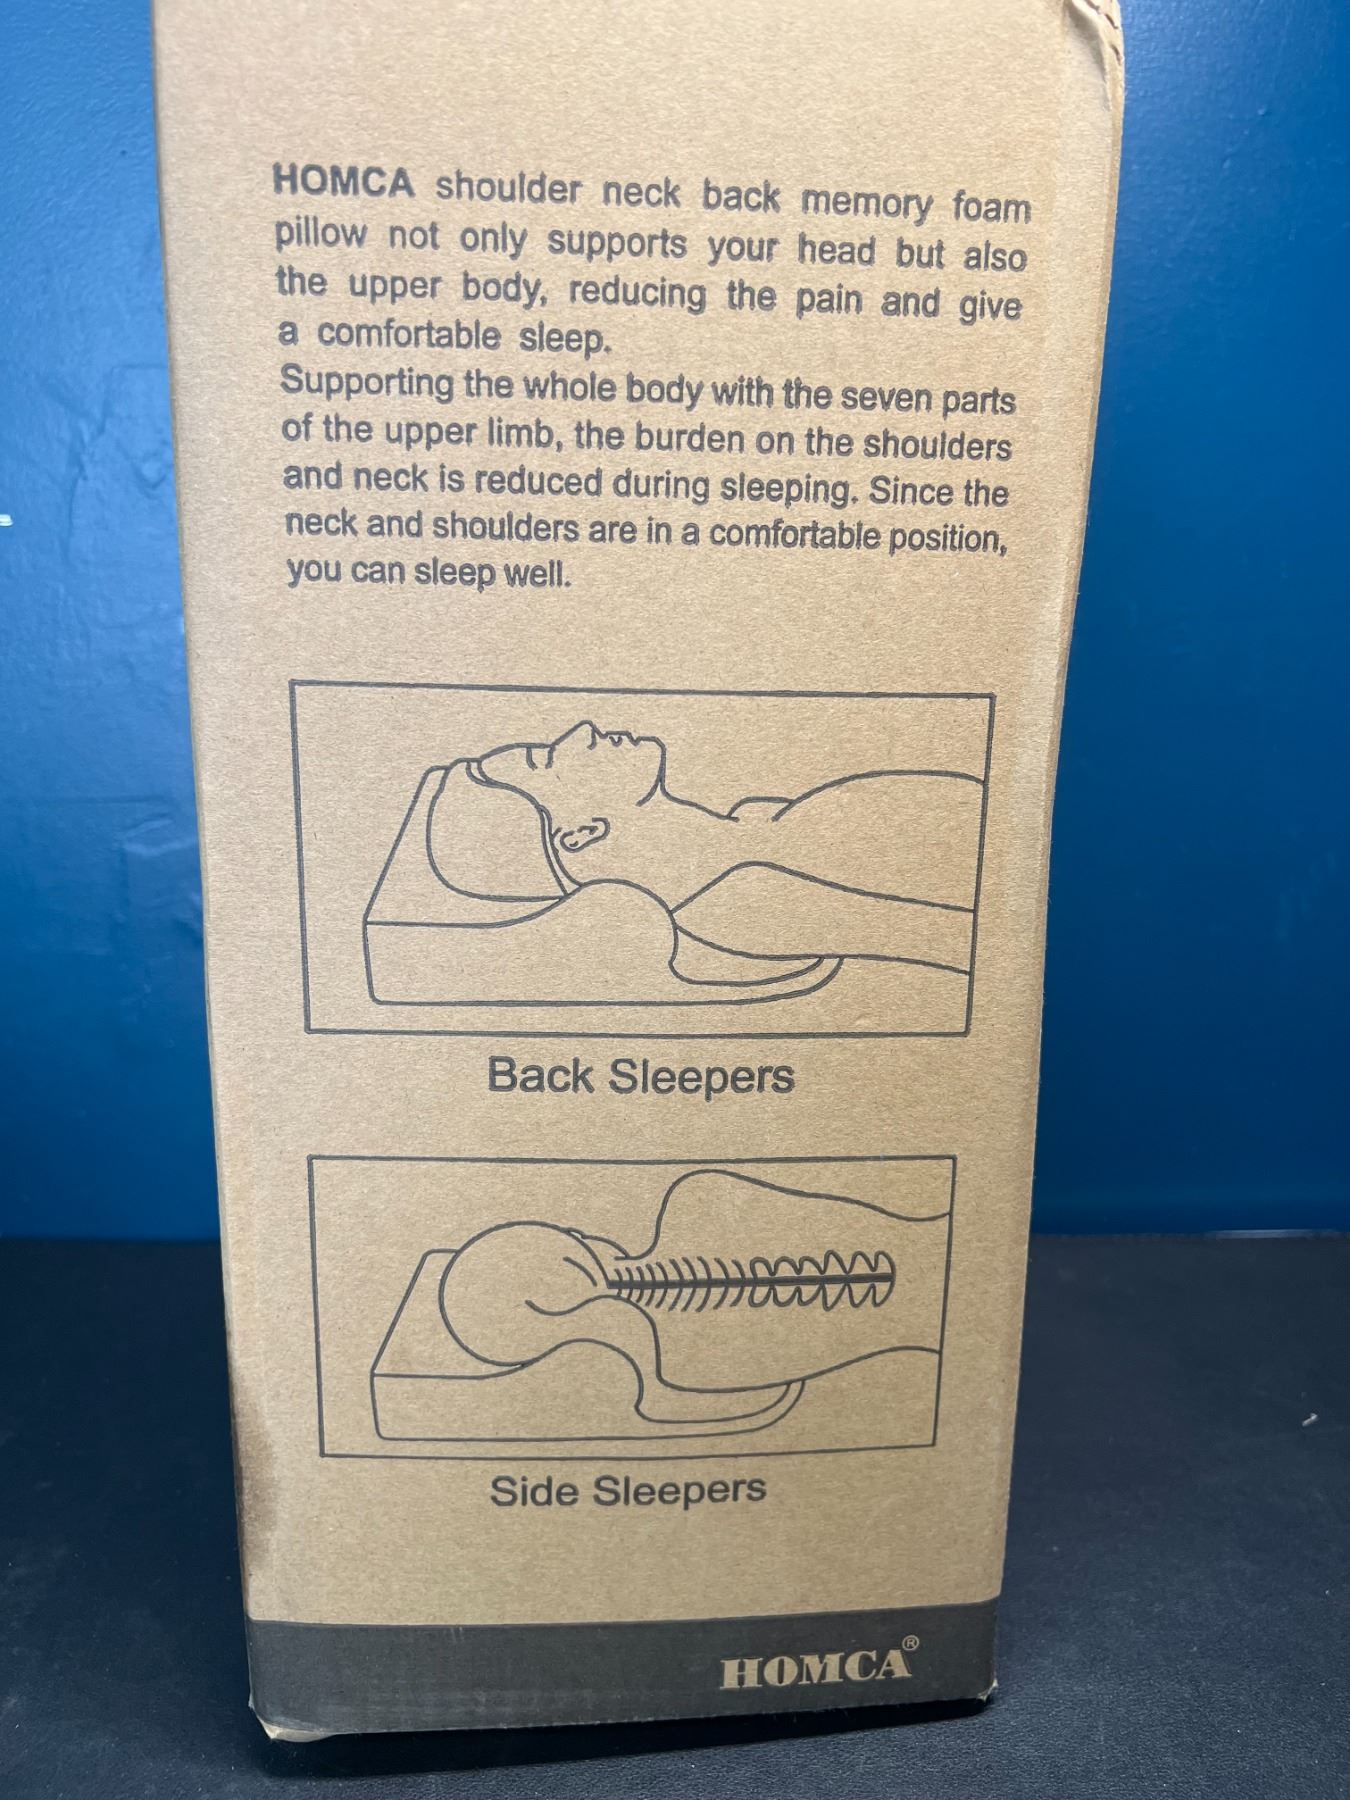 HOMCA shoulder neck back memory foam
pillow not only supports your head but also
the upper body, reducing the pain and give
a comfortable sleep.
Supporting the whole body with the seven parts
of the upper limb, the burden on the shoulders
and neck is reduced during sleeping. Since the
neck and shoulders are in a comfortable position,
you can sleep well.
Back Sleepers
Side Sleepers
HOMCA®